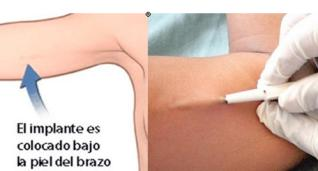 El implante es
colocado bajo
la piel del brazo